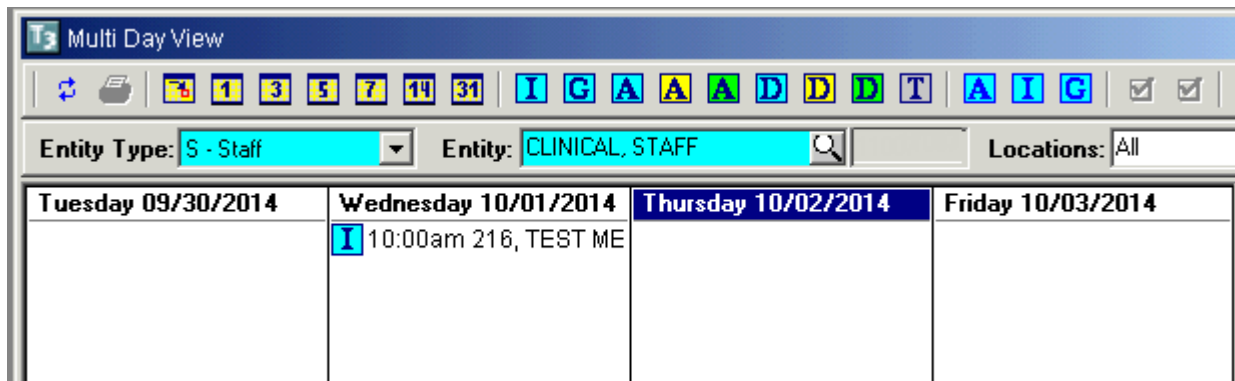 T3 Multi Day View
1 3 5 7 14 31 I G A A A D D D T A I G
Entity Type: S - Staff Entity: CLINICAL, STAFF Locations: All
Tuesday 09/30/2014 Wednesday 10/01/2014 Thursday 10/02/2014 Friday 10/03/2014
I 10:00am 216, TEST ME